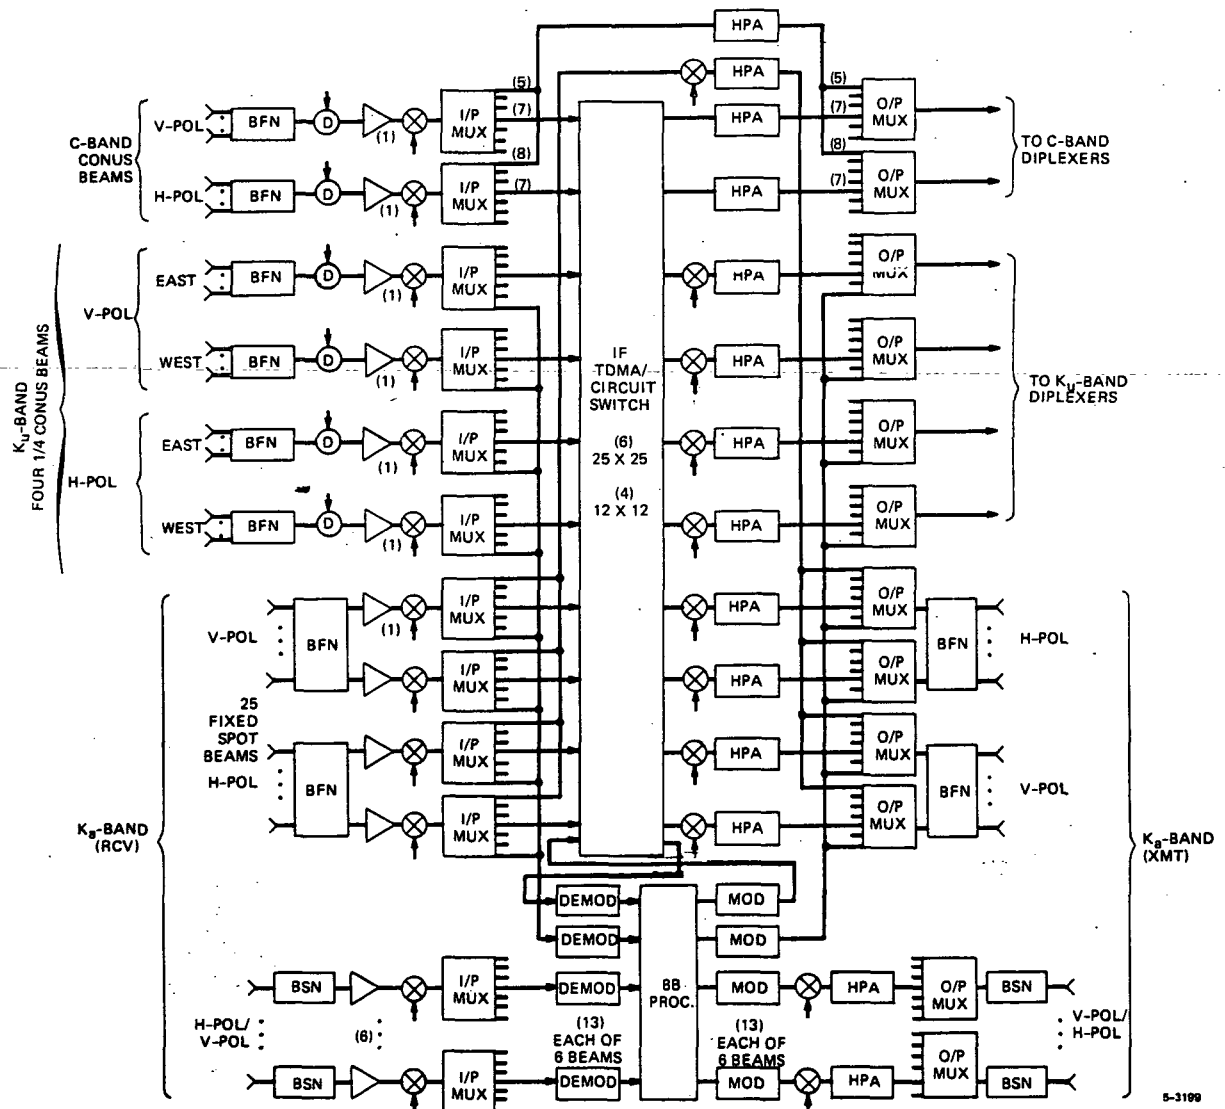 HPA
HPA
(5) (5)
C-BAND
CONUS
BEAMS
V-POL BFN D (1) I/P
MUX (7) HPA (7) O/P
MUX
TO C-BAND
DIPLEXERS
(8) (8)
H-POL BFN D (1) I/P
MUX (7) HPA (7) O/P
MUX
Ku-BAND
FOUR 1/4 CONUS BEAMS
V-POL
EAST BFN D (1) I/P
MUX HPA O/P
MUX
WEST BFN D (1) I/P
MUX HPA O/P
MUX
IF
TDMA/
CIRCUIT
SWITCH
(6)
25 X 25
(4)
12 X 12
TO Ku-BAND
DIPLEXERS
H-POL
EAST BFN D (1) I/P
MUX HPA O/P
MUX
WEST BFN D (1) I/P
MUX HPA O/P
MUX
Ka-BAND
(RCV)
V-POL BFN (1) I/P
MUX HPA O/P
MUX BFN H-POL
I/P
MUX HPA O/P
MUX
25
FIXED
SPOT
BEAMS
H-POL BFN I/P
MUX HPA O/P
MUX BFN V-POL
I/P
MUX HPA O/P
MUX
Ka-BAND
(XMT)
DEMOD MOD
DEMOD MOD
BB
PROC.
BSN I/P
MUX DEMOD MOD HPA O/P
MUX BSN
H-POL/
V-POL
(6)
(13)
EACH OF
6 BEAMS
(13)
EACH OF
6 BEAMS
V-POL/
H-POL
BSN I/P
MUX DEMOD MOD HPA O/P
MUX BSN
5-3199